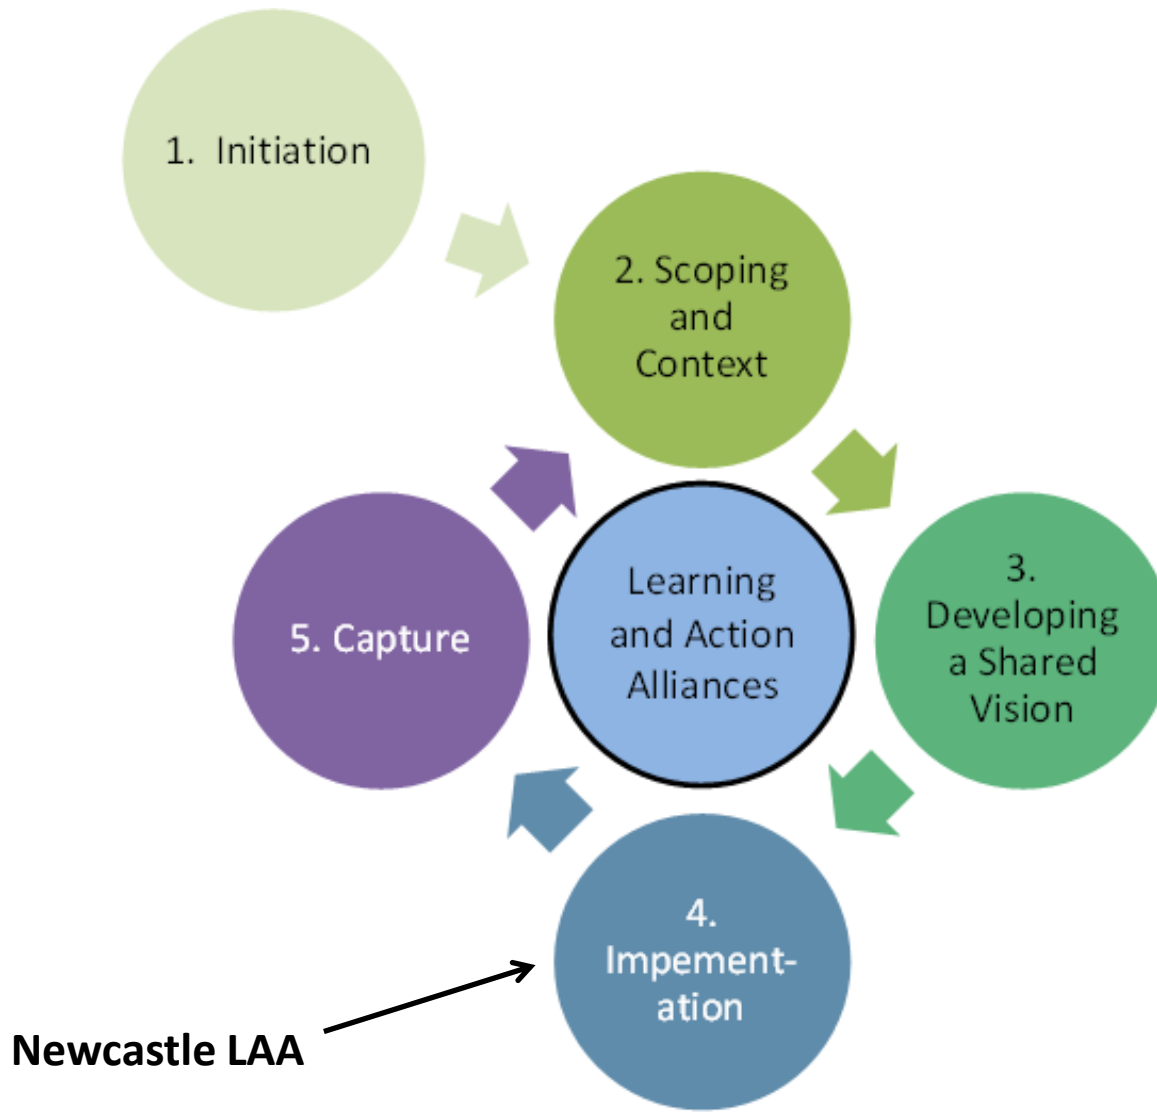 1. Initiation
2. Scoping
and
Context
3.
Developing
a Shared
Vision
Learning
and Action
Alliances
5. Capture
4.
Impement-
ation
Newcastle LAA